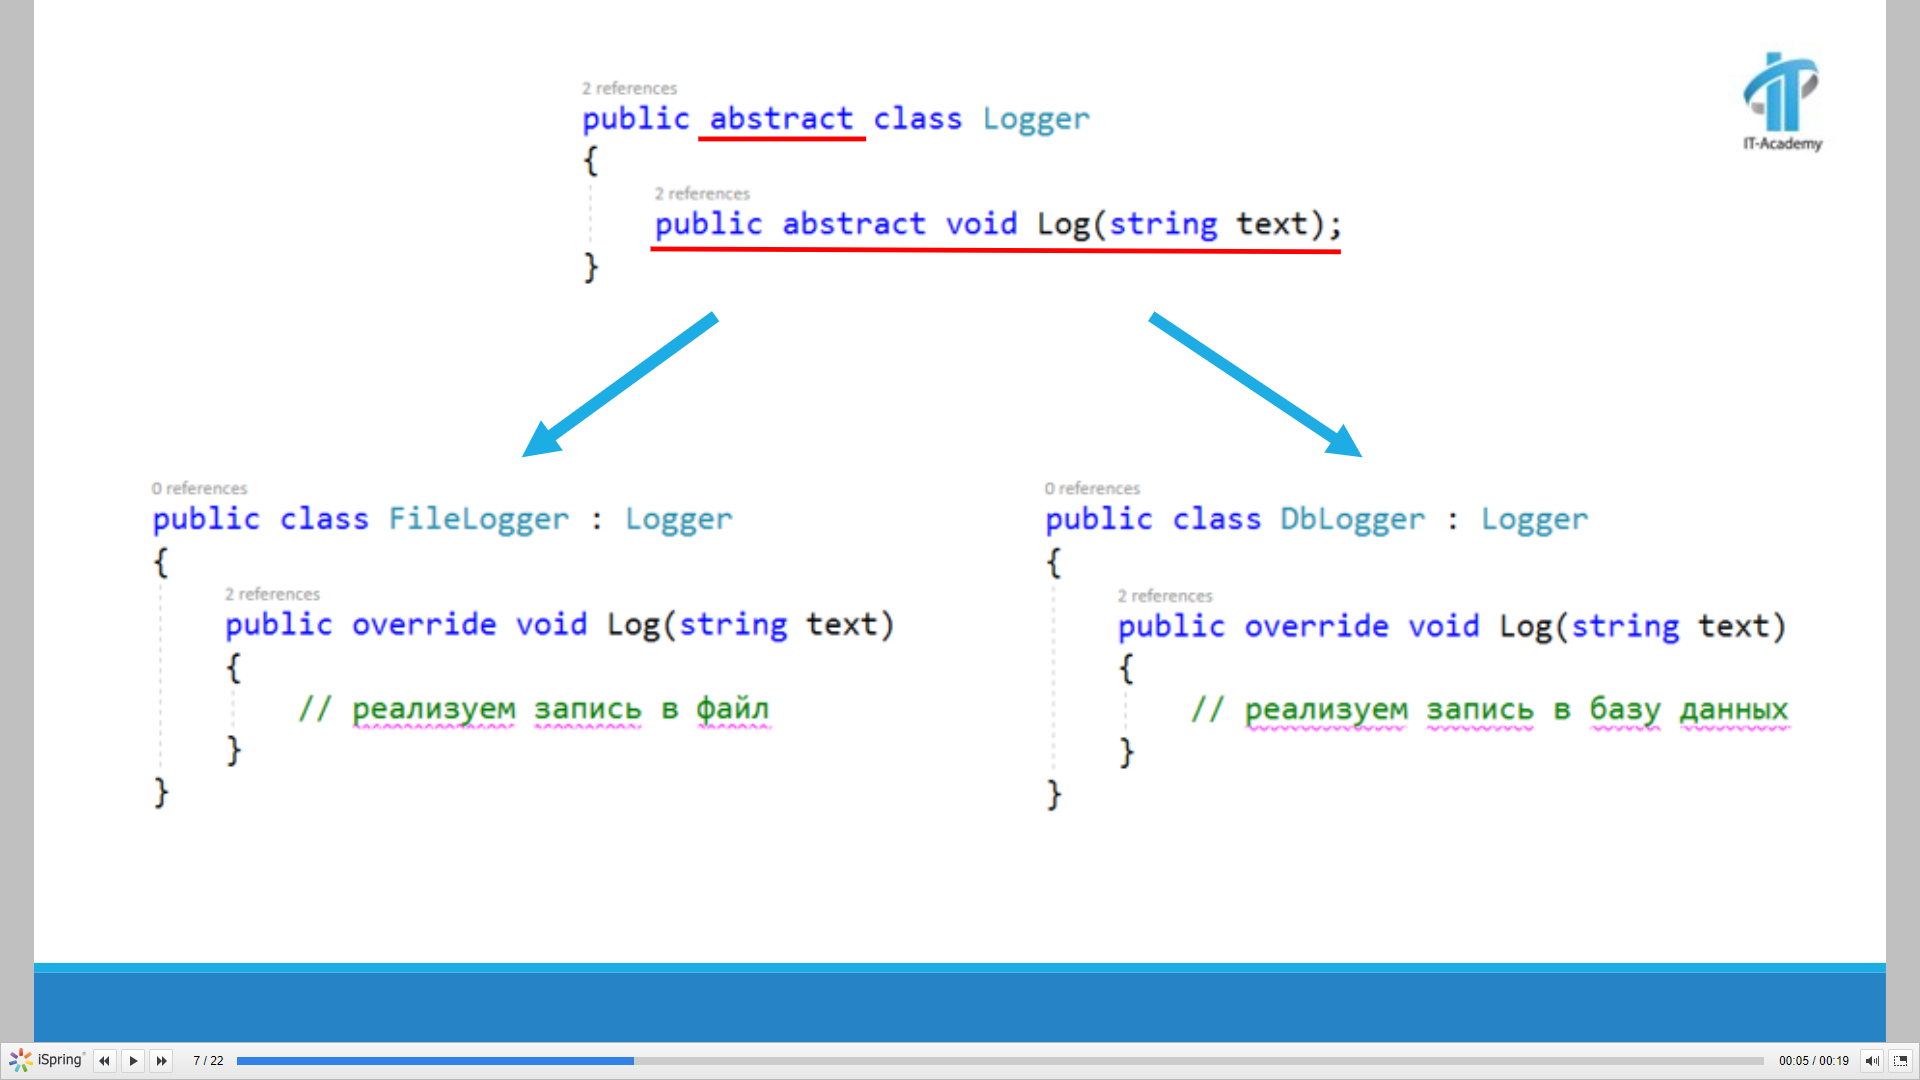 2 references
public abstract class Logger
{
2 references
public abstract void Log(string text);
}
IT-Academy
0 references
public class FileLogger : Logger
{
2 references
public override void Log(string text)
{
// реализуем запись в файл
}
}
0 references
public class DbLogger : Logger
{
2 references
public override void Log(string text)
{
// реализуем запись в базу данных
}
}
iSpring
7 / 22
00:05 / 00:19